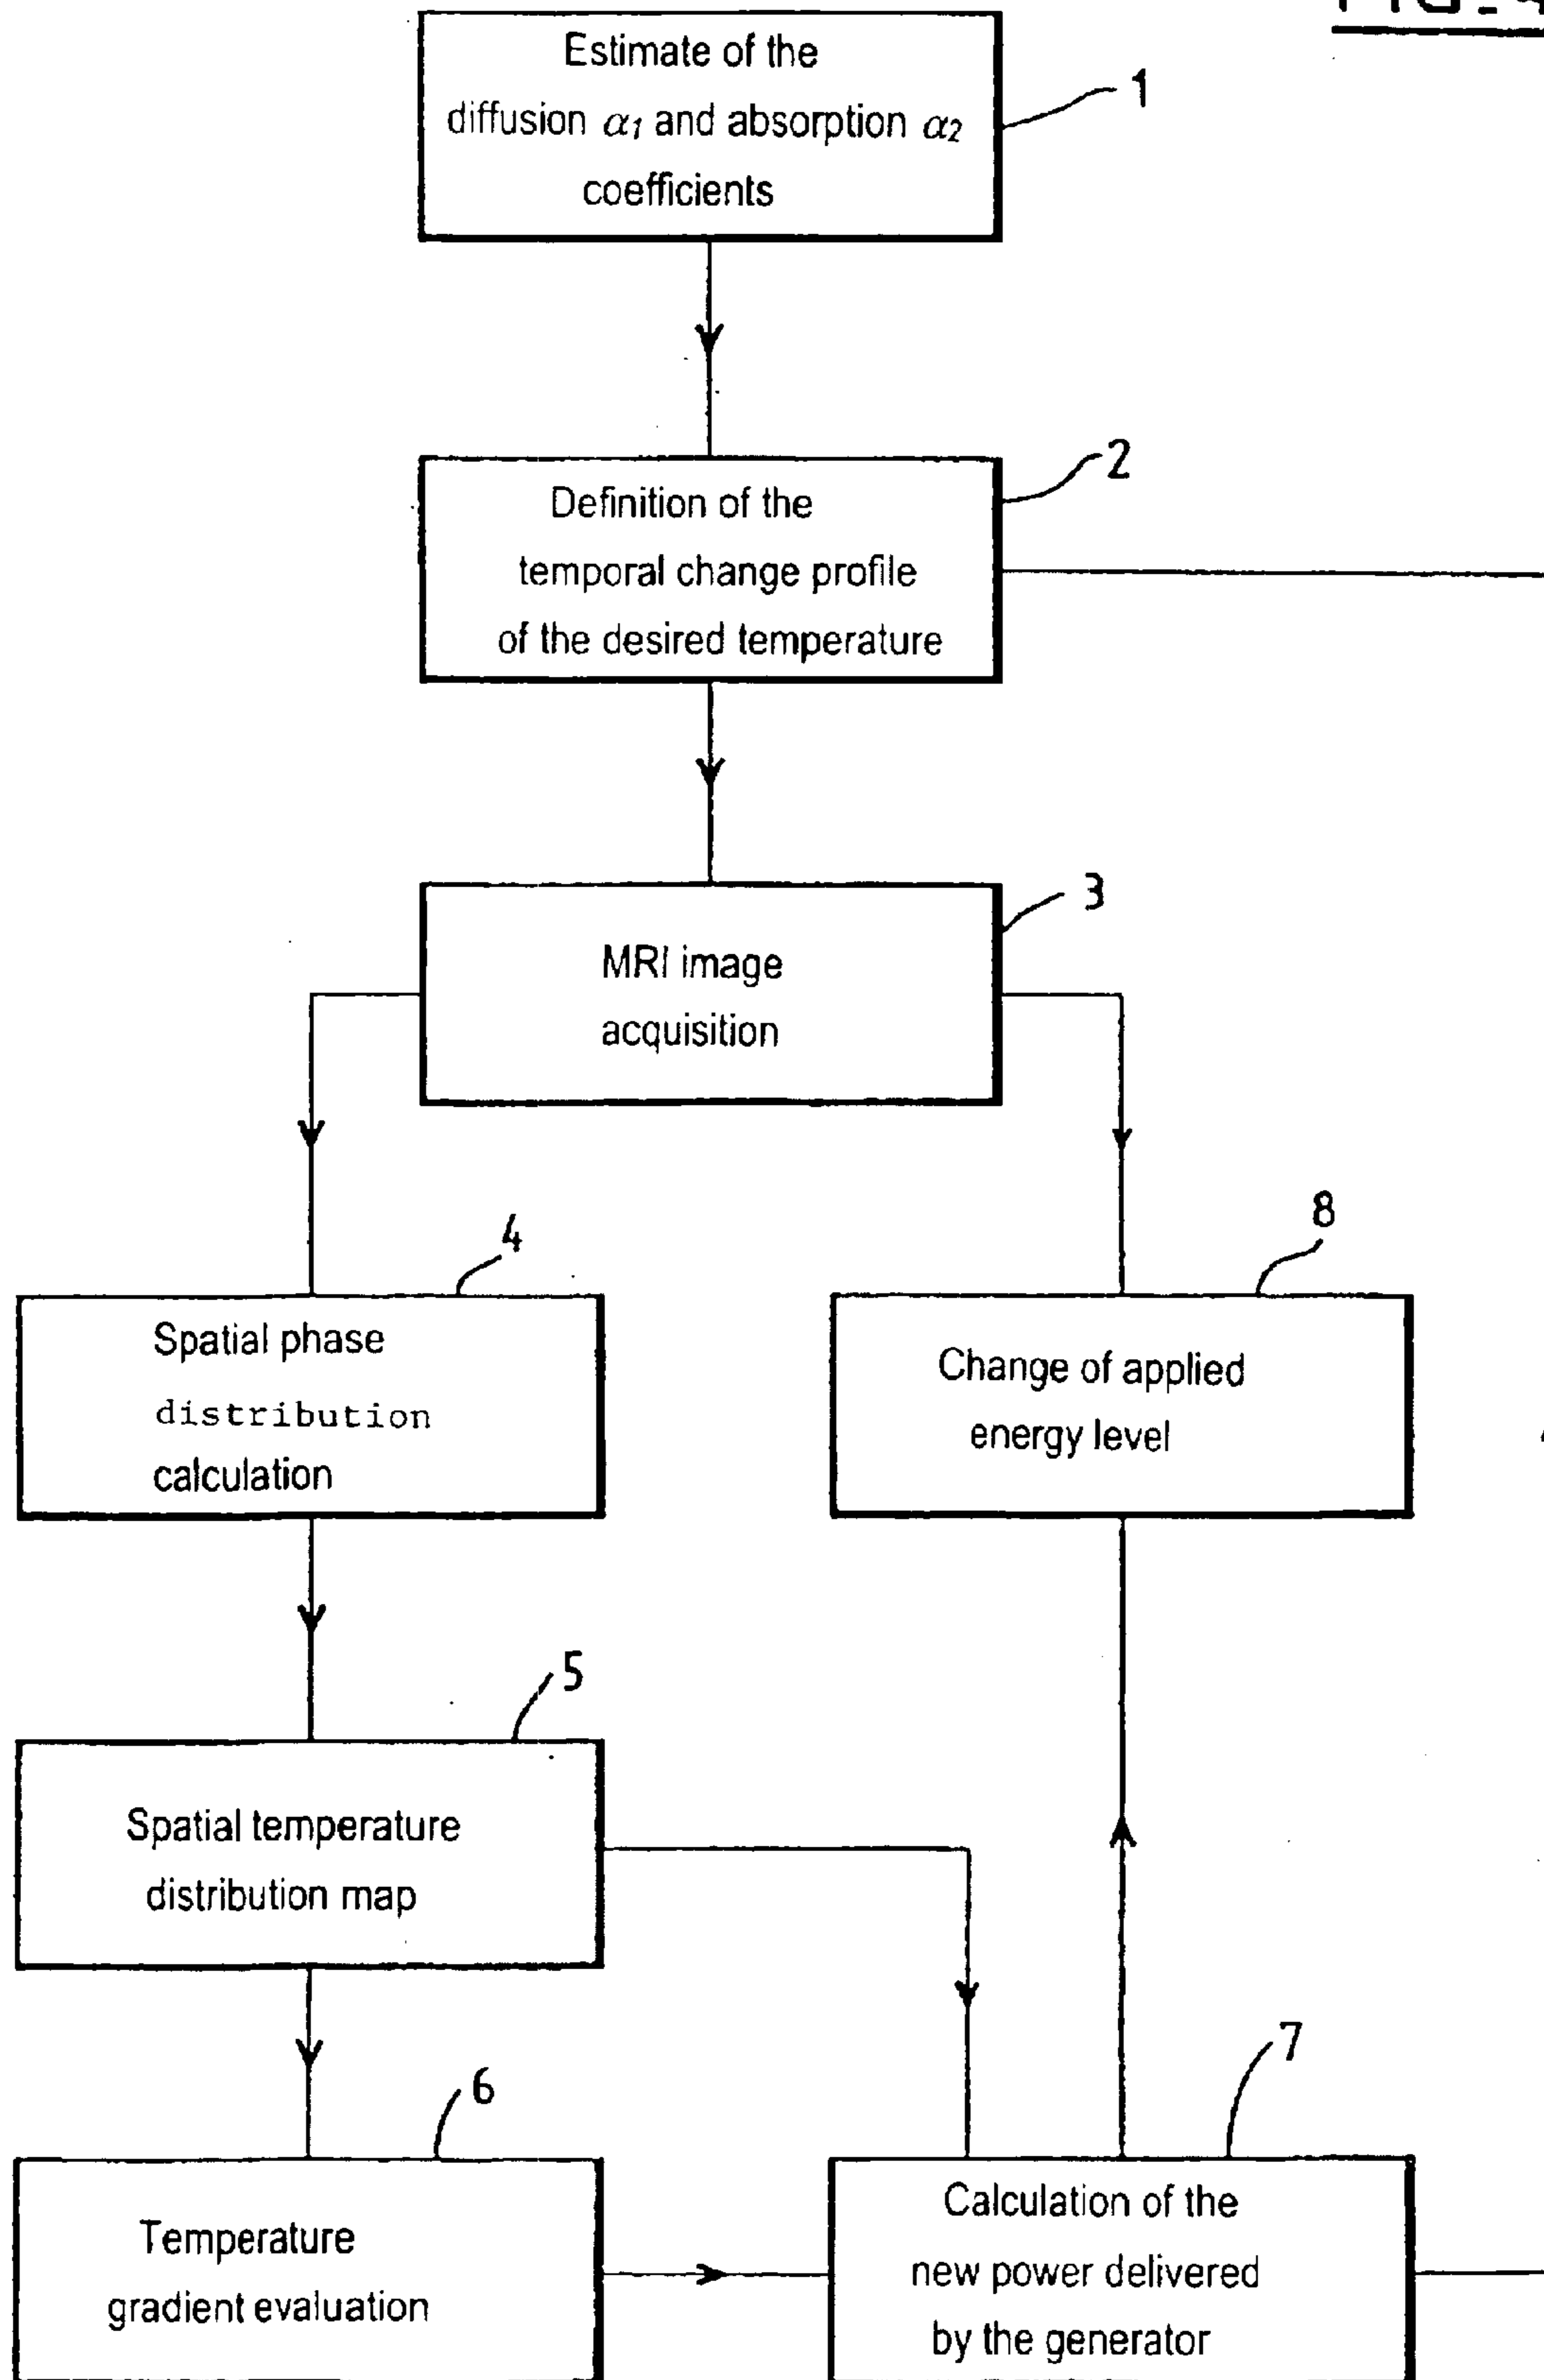 Estimate of the
diffusion α1 and absorption α2
coefficients
1
Definition of the
temporal change profile
of the desired temperature
2
MRI image
acquisition
3
Spatial phase
distribution
calculation
4
Change of applied
energy level
8
Spatial temperature
distribution map
5
Temperature
gradient evaluation
6
Calculation of the
new power delivered
by the generator
7